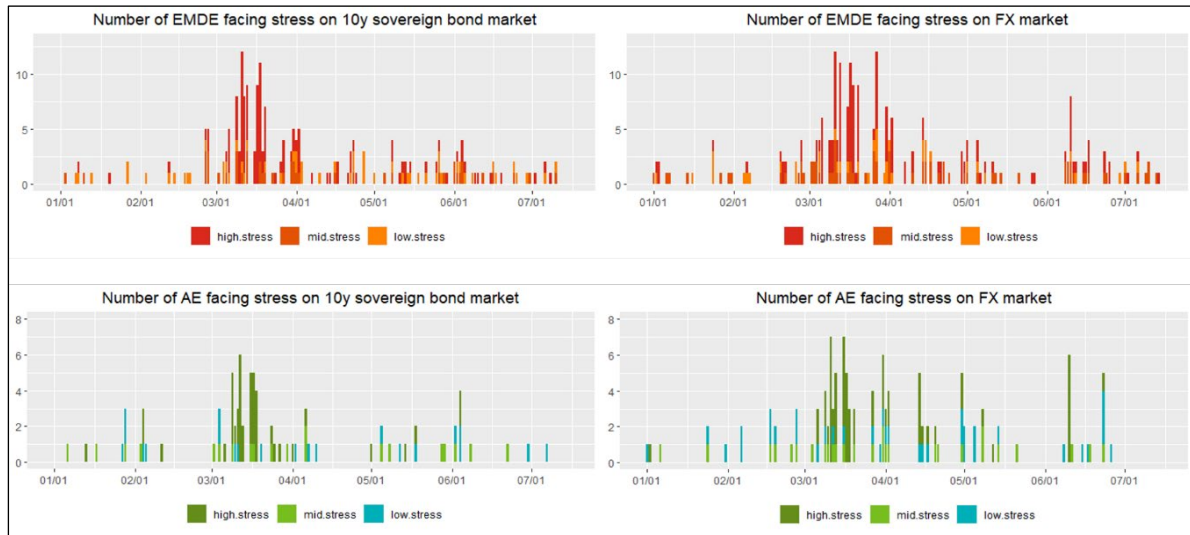 Number of EMDE facing stress on 10y sovereign bond market
10
5
0
01/01 02/01 03/01 04/01 05/01 06/01 07/01
high.stress mid.stress low.stress
Number of EMDE facing stress on FX market
10
5
0
01/01 02/01 03/01 04/01 05/01 06/01 07/01
high.stress mid.stress low.stress
Number of AE facing stress on 10y sovereign bond market
8
6
4
2
0
01/01 02/01 03/01 04/01 05/01 06/01 07/01
high.stress mid.stress low.stress
Number of AE facing stress on FX market
8
6
4
2
0
01/01 02/01 03/01 04/01 05/01 06/01 07/01
high.stress mid.stress low.stress